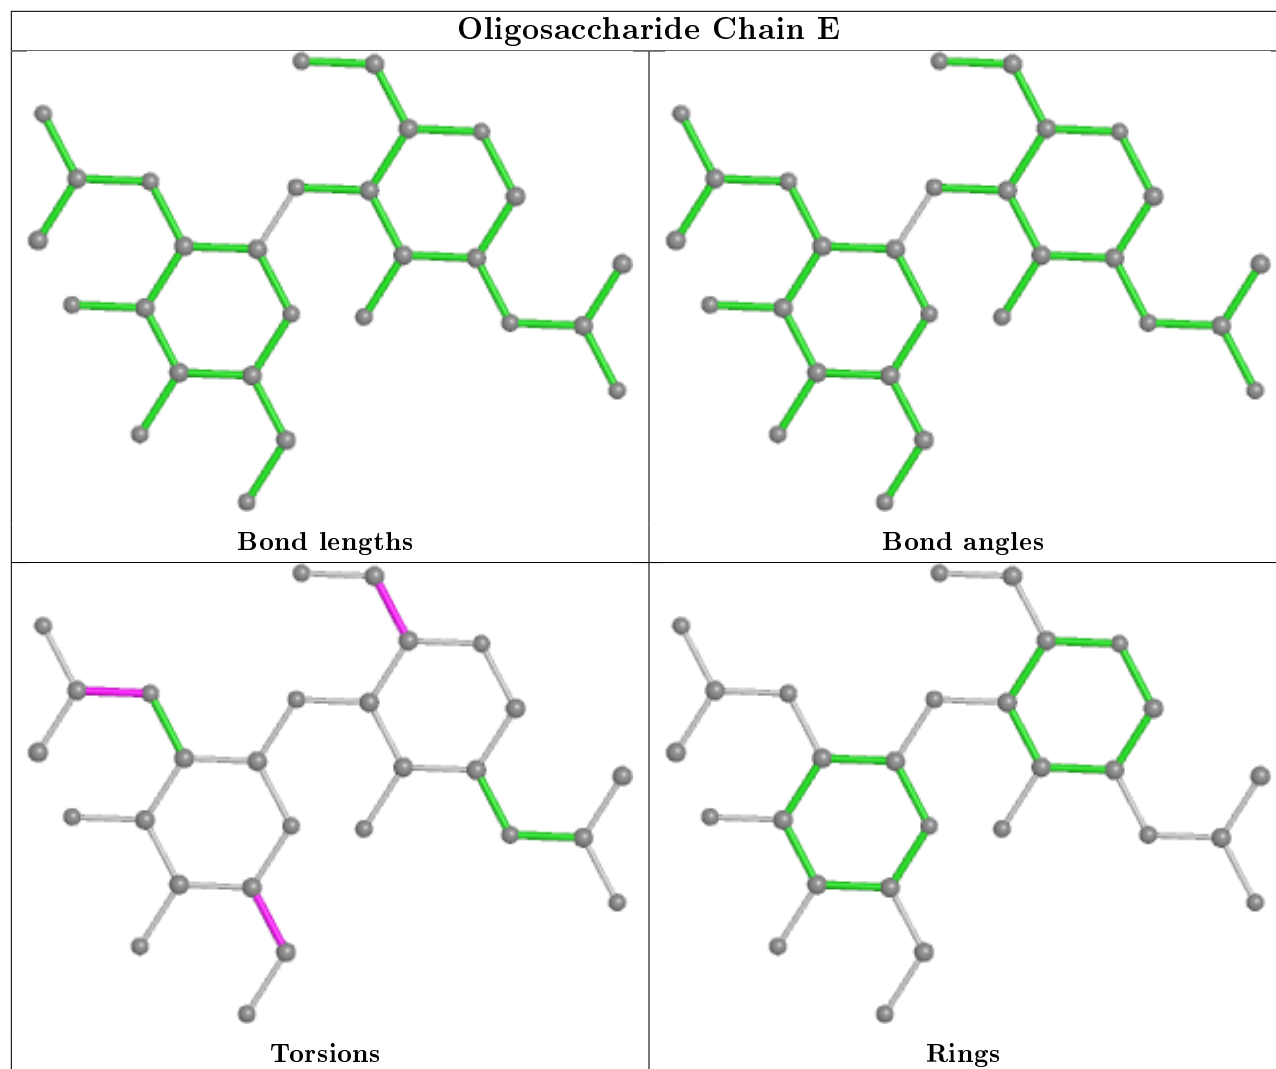 Oligosaccharide Chain E
Bond lengths
Bond angles
Torsions
Rings